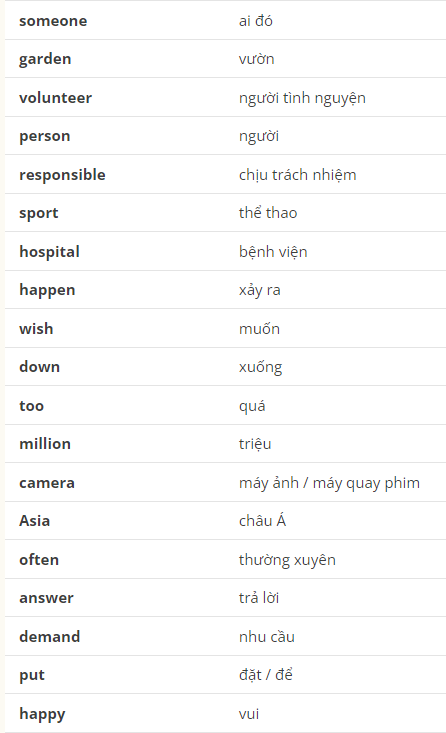 someone ai đó
garden vườn
volunteer người tình nguyện
person người
responsible chịu trách nhiệm
sport thể thao
hospital bệnh viện
happen xảy ra
wish muốn
down xuống
too quá
million triệu
camera máy ảnh / máy quay phim
Asia châu Á
often thường xuyên
answer trả lời
demand nhu cầu
put đặt / để
happy vui